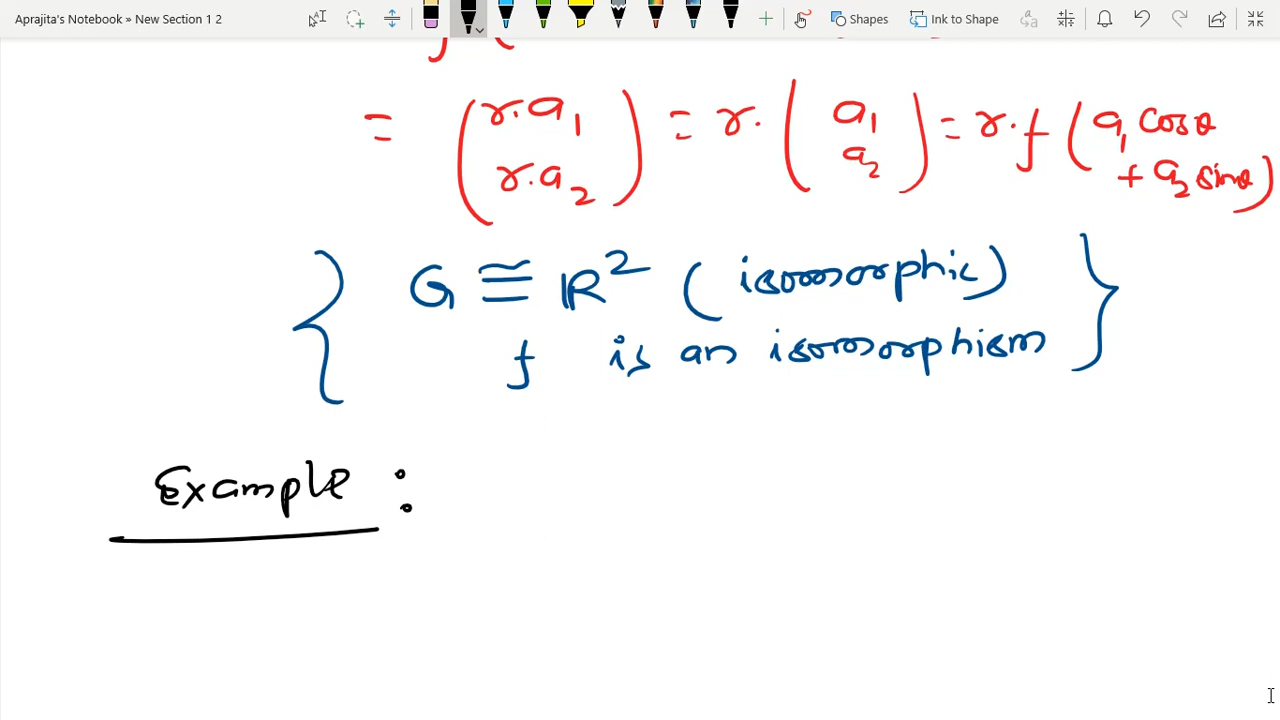 Aprajita's Notebook » New Section 1 2
Shapes
Ink to Shape
= (r.a₁ r.a₂) = r. (a₁ a₂) = r.f (a₁ cosθ + a₂ sinθ)
{ G ≅ ℝ² (isomorphic)
f is an isomorphism }
Example :